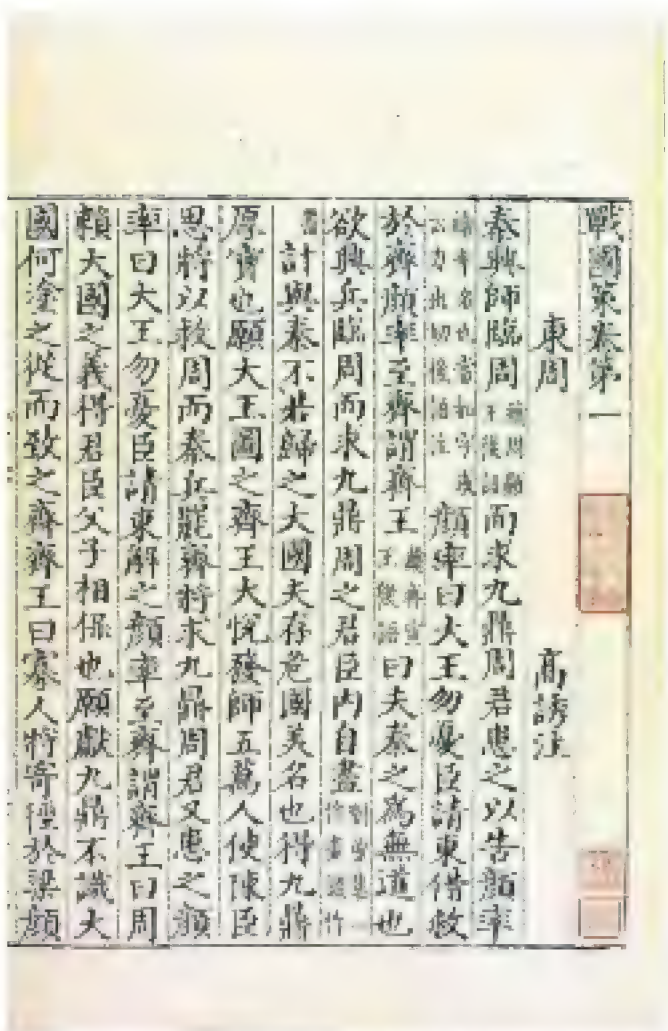 戰國策卷第一
東周　高誘注
秦興師臨周而求九鼎周君患之以告顏率
顏率曰大王勿憂臣請東借救
於齊顏率至齊謂齊王曰夫秦之爲無道也
欲興兵臨周而求九鼎周之君臣內自畫
計與秦不若歸之大國夫存危國美名也得九鼎
厚寶也願大王圖之齊王大悅發師五萬人使陳臣
思將以救周而秦兵罷齊將求九鼎周君又患之顏
率曰大王勿憂臣請東解之顏率至齊謂齊王曰周
賴大國之義得君臣父子相保也願獻九鼎不識大
國何塗之從而致之齊齊王曰寡人將寄徑於梁顏